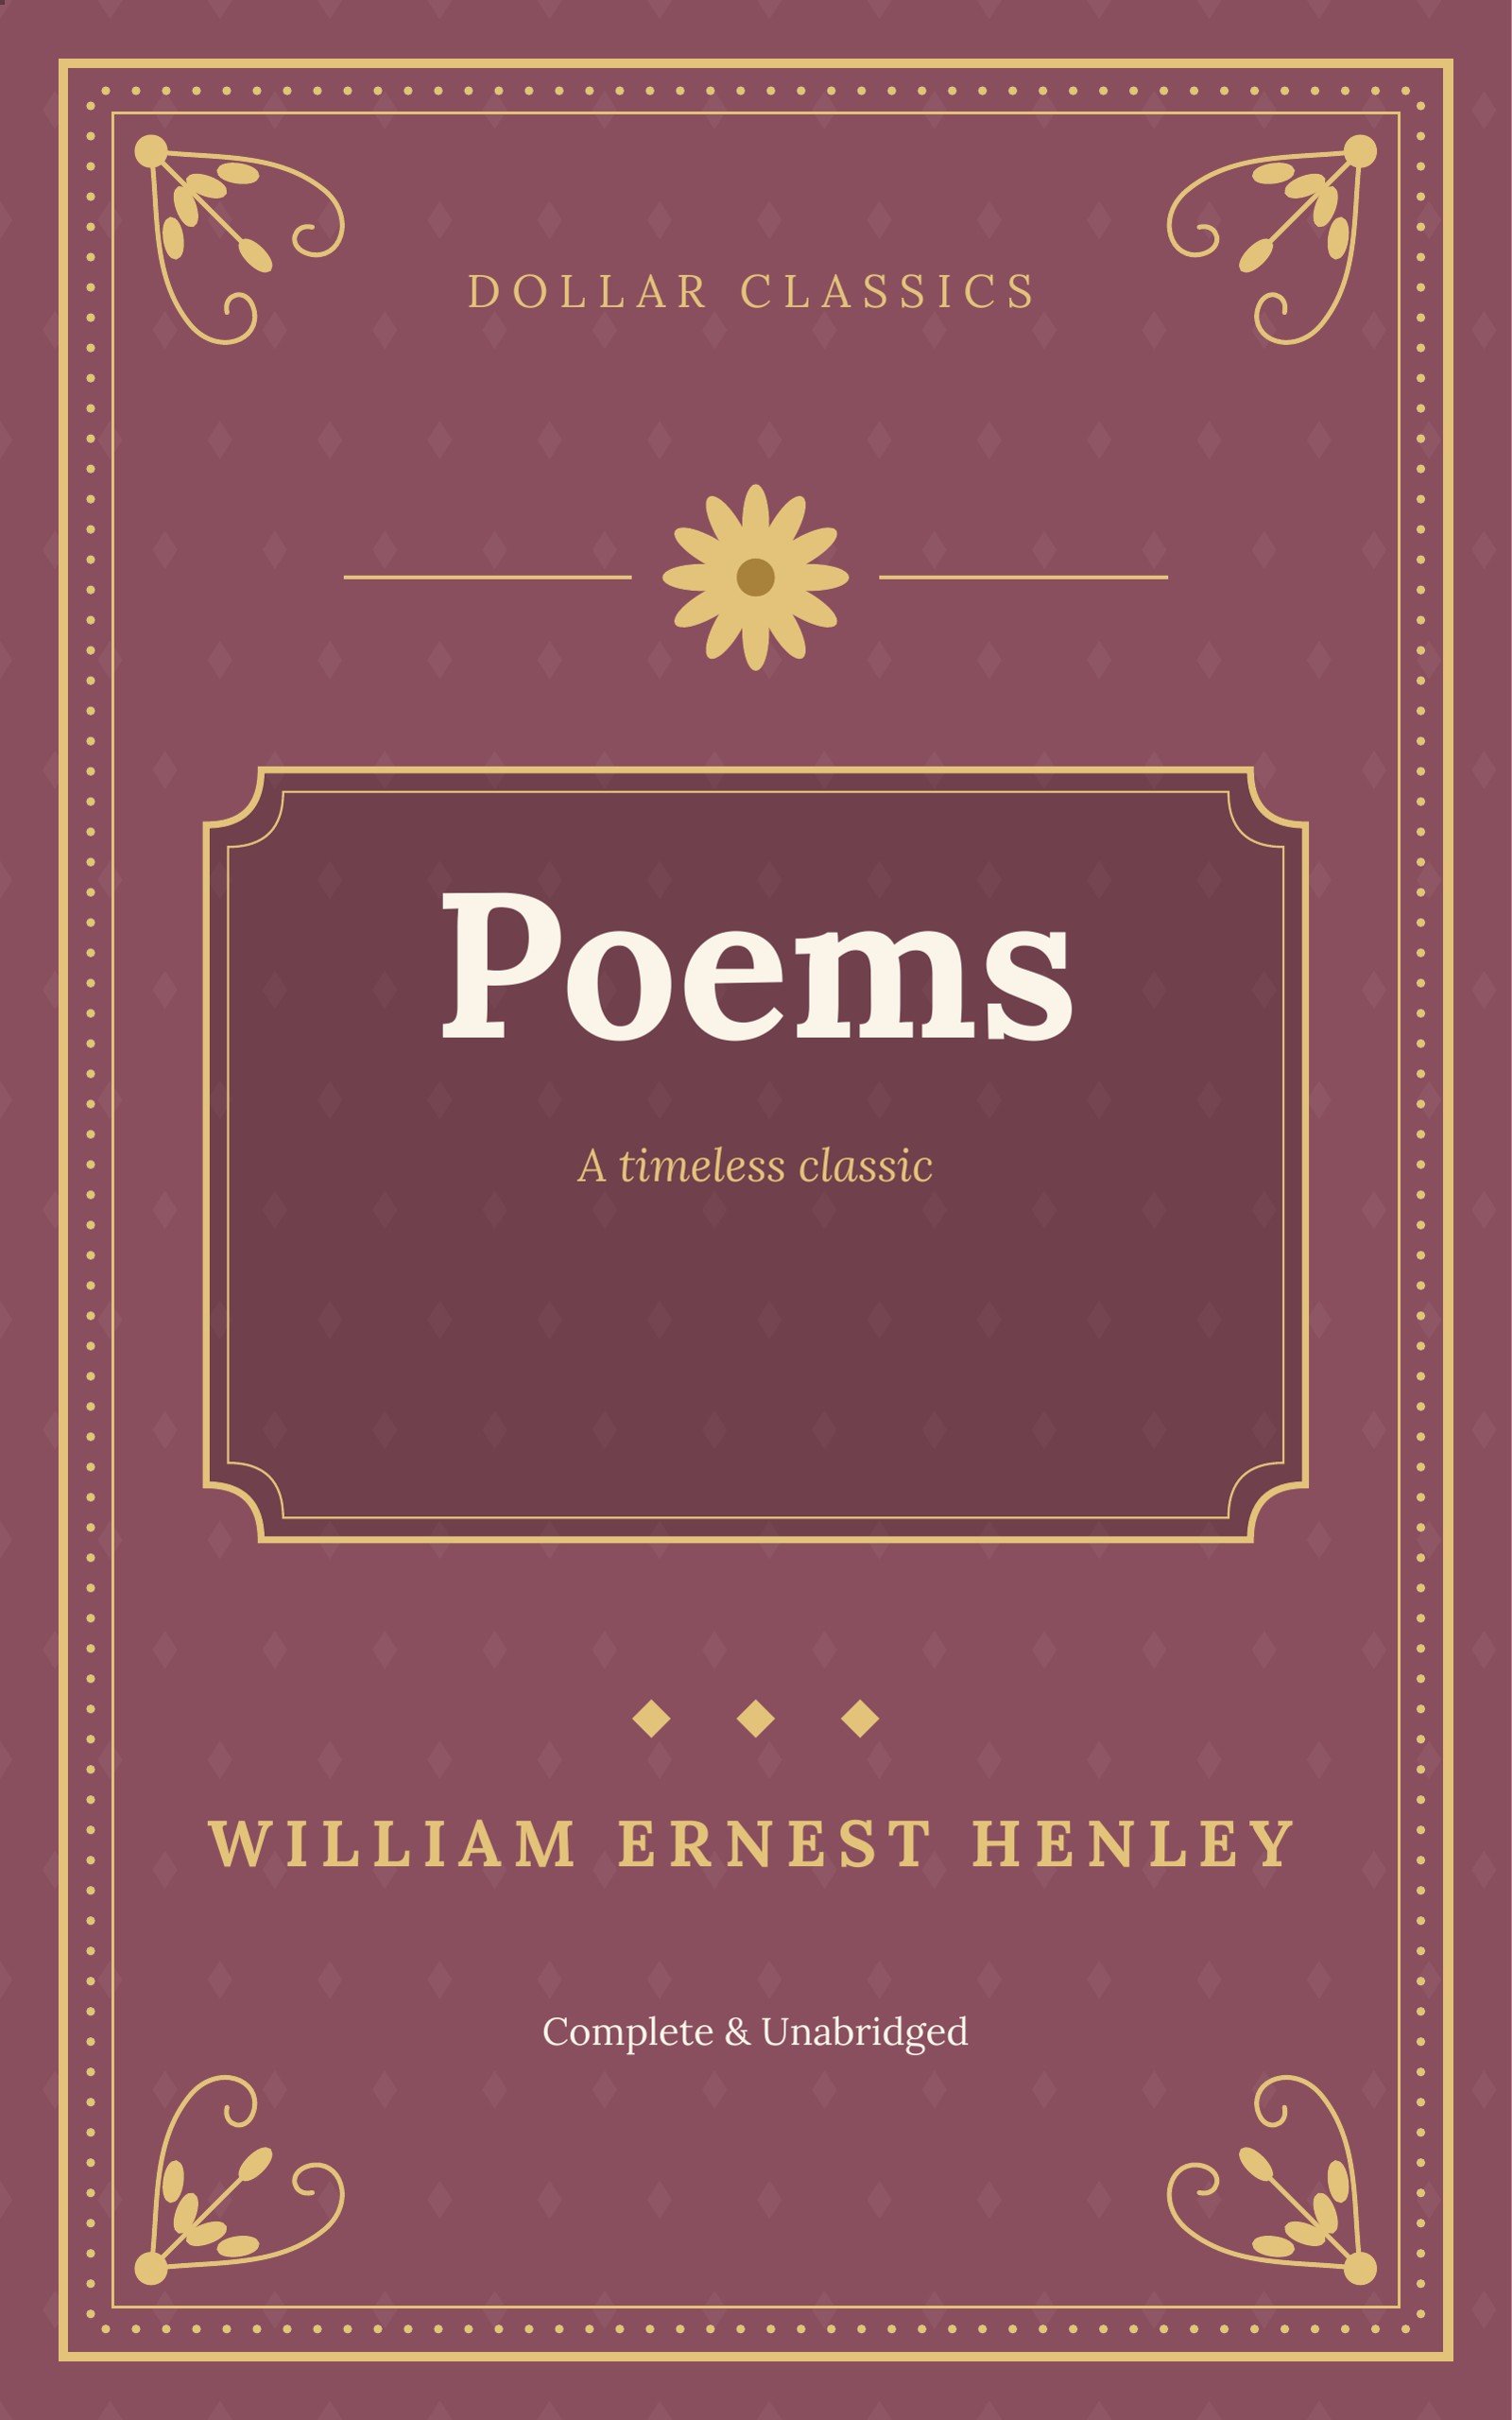 DOLLAR CLASSICS
Poems
A timeless classic
WILLIAM ERNEST HENLEY
Complete & Unabridged